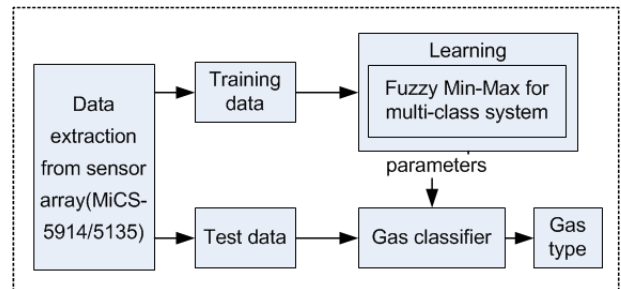 Data
extraction
from sensor
array(MiCS-
5914/5135)
Training
data
Learning
Fuzzy Min-Max for
multi-class system
parameters
Test data
Gas classifier
Gas
type